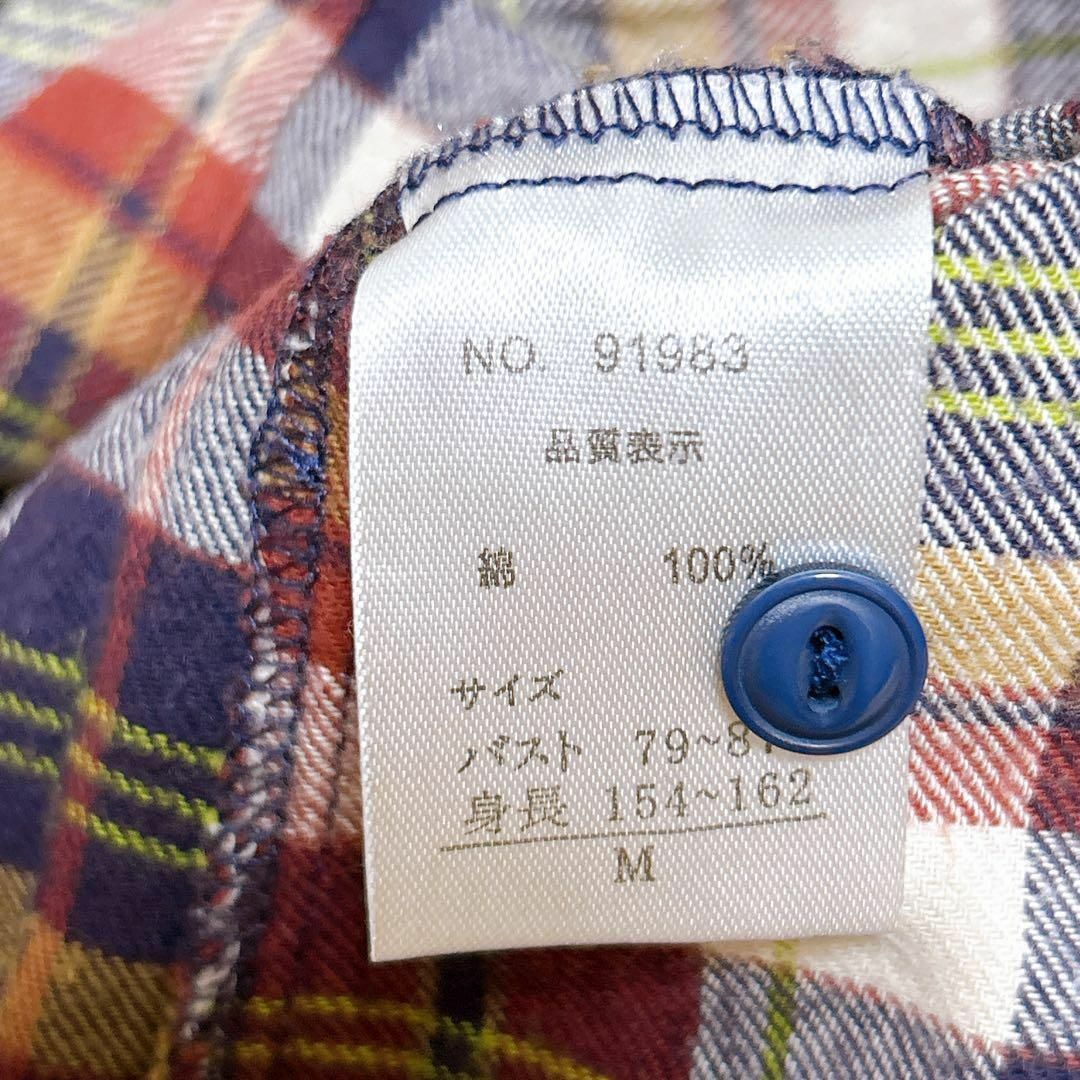 NO. 91983
品質表示
綿 100%
サイズ
バスト 79~87
身長 154~162
M